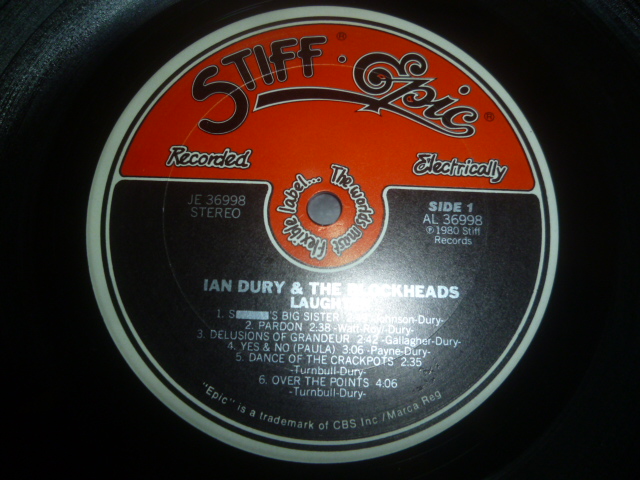 STIFF® · Epic®
Recorded Electrically
The world's most flexible label...
JE 36998
STEREO
SIDE 1
AL 36998
℗ 1980 Stiff
Records
IAN DURY & THE BLOCKHEADS
1. 'S BIG SISTER Johnson-Dury-
2. PARDON 2:38 -Watt-Roy/Dury-
3. DELUSIONS OF GRANDEUR 2:42 -Gallagher-Dury-
4. YES & NO (PAULA) 3:06 -Payne-Dury-
5. DANCE OF THE CRACKPOTS 2:35
-Turnbull-Dury-
6. OVER THE POINTS 4:06
-Turnbull-Dury-
"Epic" is a trademark of CBS Inc./Marca Reg